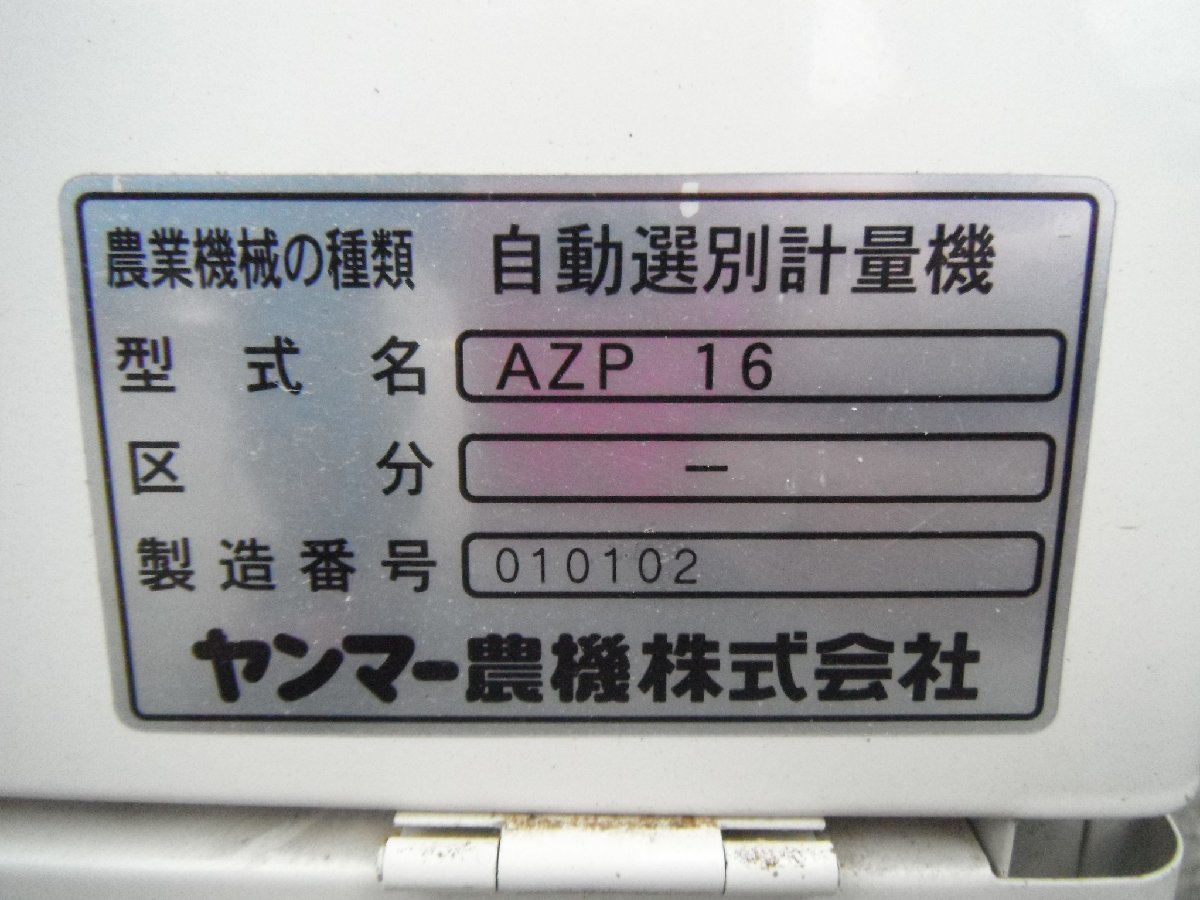 農業機械の種類 自動選別計量機
型式名 AZP 16
区分 －
製造番号 010102
ヤンマー農機株式会社